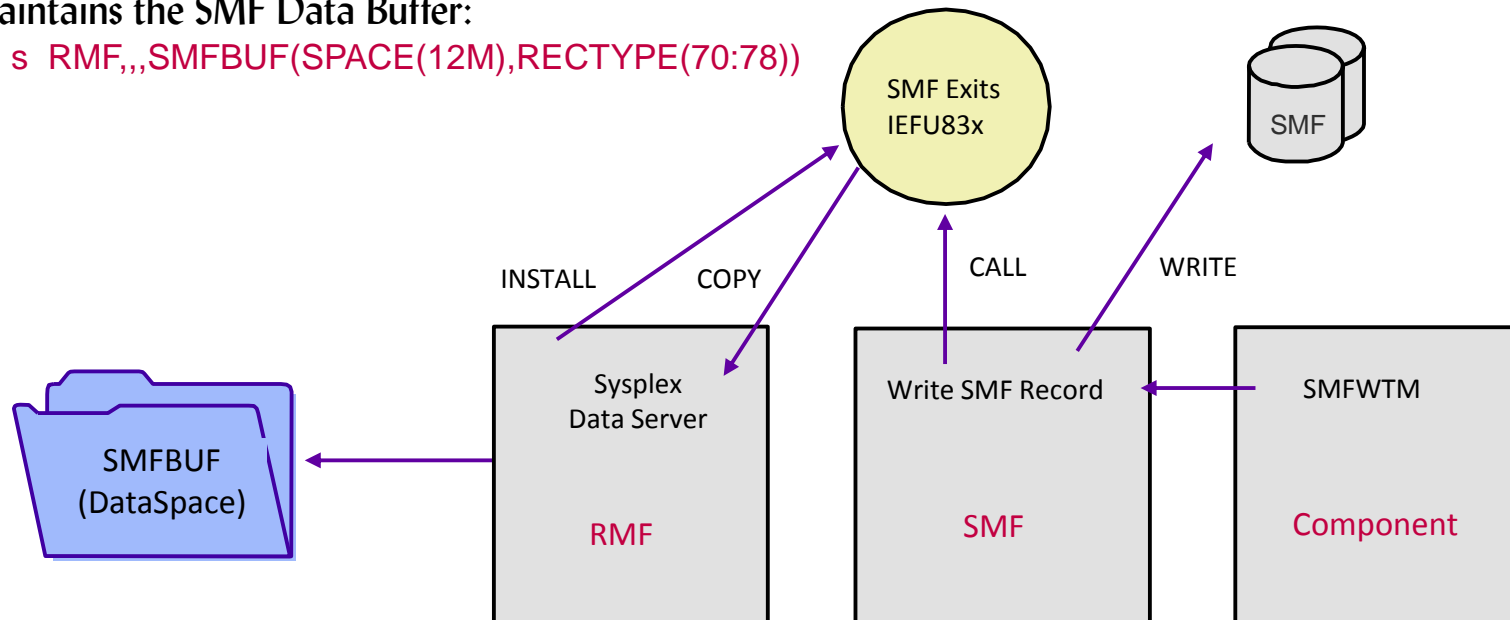 aintains the SMF Data Buffer:
s RMF,,,SMFBUF(SPACE(12M),RECTYPE(70:78))
SMF Exits
IEFU83x
SMF
INSTALL
COPY
CALL
WRITE
Sysplex
Data Server
Write SMF Record
SMFWTM
SMFBUF
(DataSpace)
RMF
SMF
Component